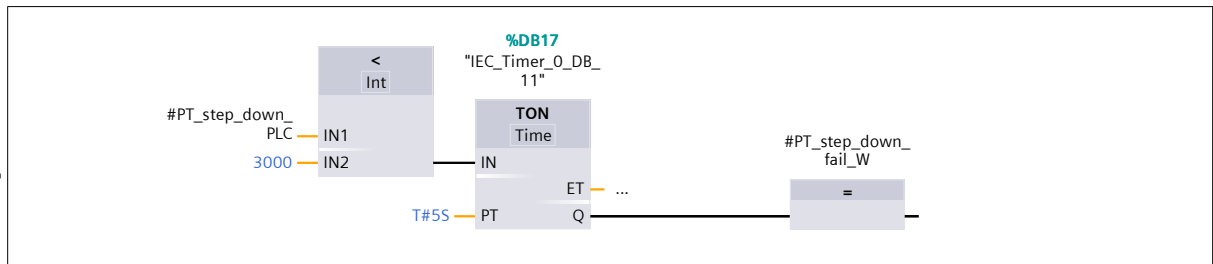 %DB17
"IEC_Timer_0_DB_
11"
<
Int
#PT_step_down_
PLC
IN1
3000
IN2
TON
Time
IN
ET
...
T#5S
PT
Q
#PT_step_down_
fail_W
=